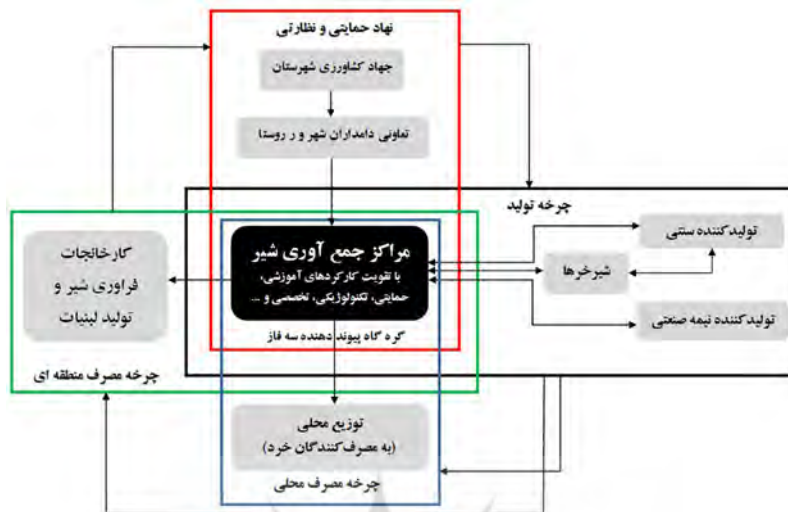 نهاد حمایتی و نظارتی
جهاد کشاورزی شهرستان
تعاونی دامداران شهر و ر روستا
چرخه تولید
مراکز جمع آوری شیر
با تقویت کارکردهای آموزشی،
حمایتی، تکنولوژیکی، تخصصی و ...
گره گاه پیوند دهنده سه فاز
تولیدکننده سنتی
شیرخرها
تولیدکننده نیمه صنعتی
کارخانجات
فراوری شیر و
تولید لبنیات
چرخه مصرف منطقه ای
توزیع محلی
(به مصرف‌کنندگان خرد)
چرخه مصرف محلی